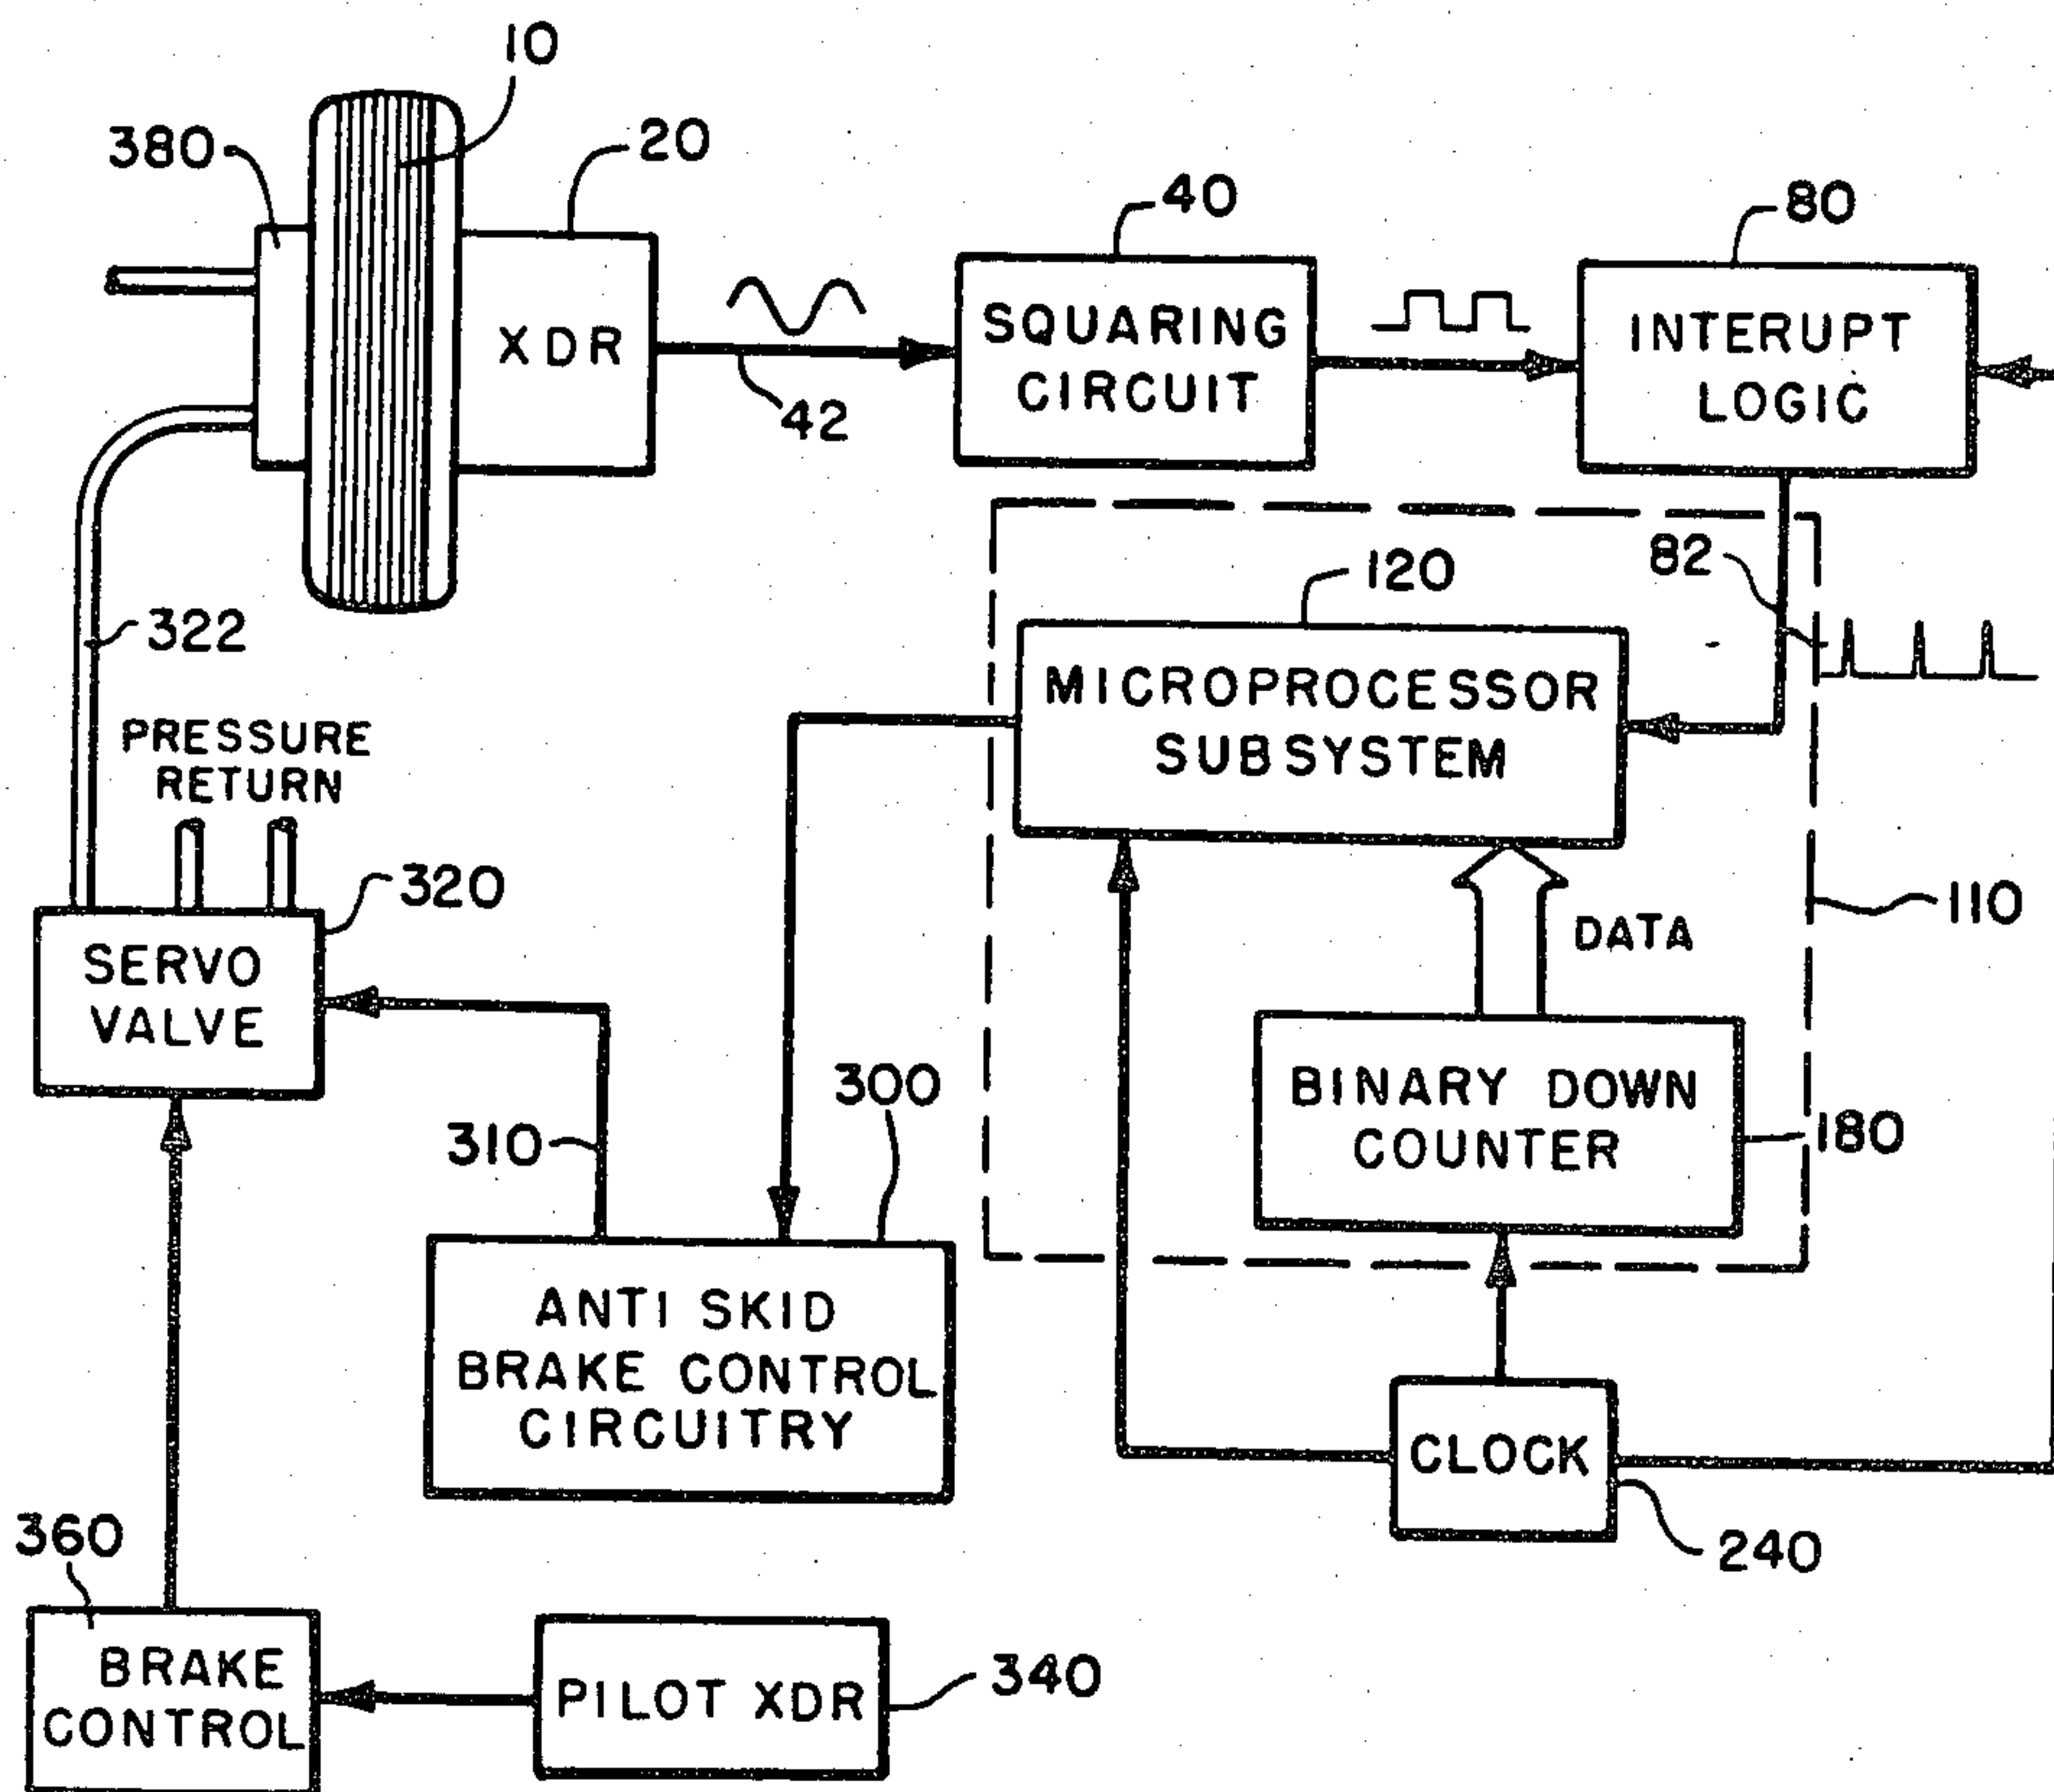 10
380
20
40
80
XDR
SQUARING
CIRCUIT
INTERUPT
LOGIC
42
82
120
322
MICROPROCESSOR
SUBSYSTEM
PRESSURE
RETURN
320
110
DATA
SERVO
VALVE
300
BINARY DOWN
COUNTER
180
310
ANTI SKID
BRAKE CONTROL
CIRCUITRY
CLOCK
240
360
BRAKE
CONTROL
PILOT XDR
340